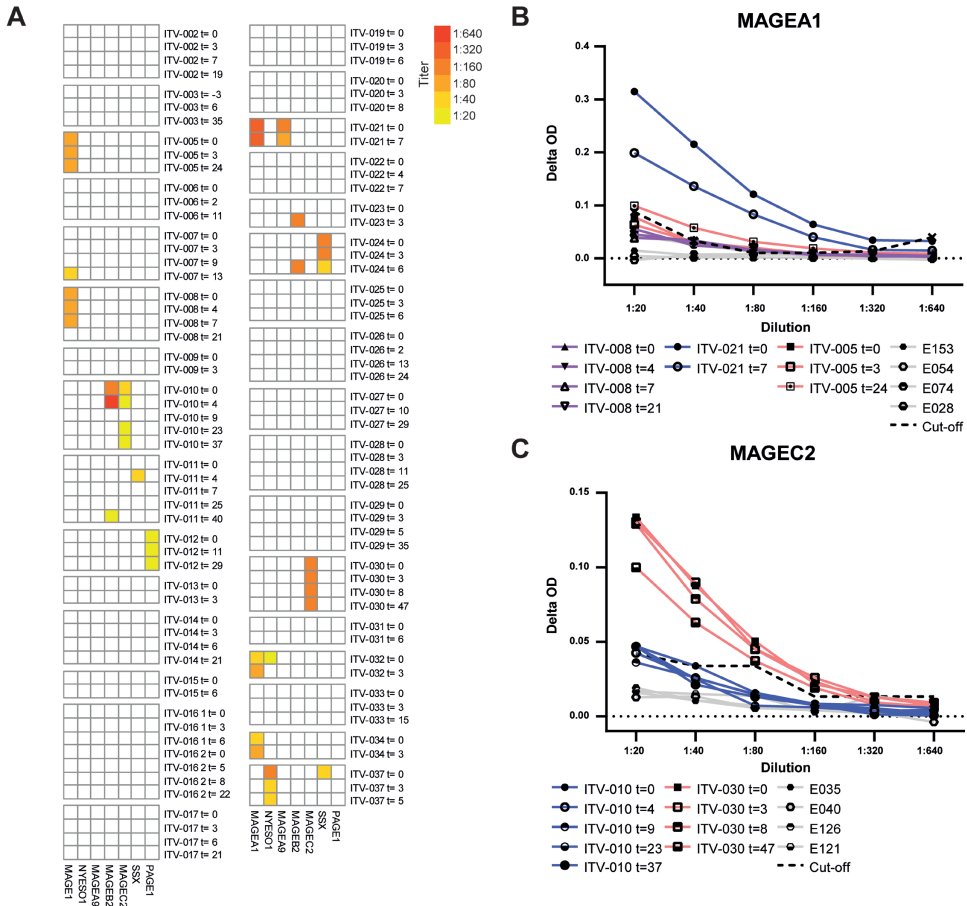 A
ITV-002 t= 0
ITV-002 t= 3
ITV-002 t= 7
ITV-002 t= 19
ITV-003 t= -3
ITV-003 t= 6
ITV-003 t= 35
ITV-005 t= 0
ITV-005 t= 3
ITV-005 t= 24
ITV-006 t= 0
ITV-006 t= 2
ITV-006 t= 11
ITV-007 t= 0
ITV-007 t= 3
ITV-007 t= 9
ITV-007 t= 13
ITV-008 t= 0
ITV-008 t= 4
ITV-008 t= 7
ITV-008 t= 21
ITV-009 t= 0
ITV-009 t= 3
ITV-010 t= 0
ITV-010 t= 4
ITV-010 t= 9
ITV-010 t= 23
ITV-010 t= 37
ITV-011 t= 0
ITV-011 t= 4
ITV-011 t= 7
ITV-011 t= 25
ITV-011 t= 40
ITV-012 t= 0
ITV-012 t= 11
ITV-012 t= 29
ITV-013 t= 0
ITV-013 t= 3
ITV-014 t= 0
ITV-014 t= 3
ITV-014 t= 6
ITV-014 t= 21
ITV-015 t= 0
ITV-015 t= 6
ITV-016 1 t= 0
ITV-016 1 t= 3
ITV-016 1 t= 6
ITV-016 2 t= 0
ITV-016 2 t= 5
ITV-016 2 t= 8
ITV-016 2 t= 22
ITV-017 t= 0
ITV-017 t= 3
ITV-017 t= 6
ITV-017 t= 21
MAGE1
NYESO1
MAGEA9
MAGEB2
MAGEC2
SSX
PAGE1
ITV-019 t= 0
ITV-019 t= 3
ITV-019 t= 6
ITV-020 t= 0
ITV-020 t= 3
ITV-020 t= 8
ITV-021 t= 0
ITV-021 t= 7
ITV-022 t= 0
ITV-022 t= 4
ITV-022 t= 7
ITV-023 t= 0
ITV-023 t= 3
ITV-024 t= 0
ITV-024 t= 3
ITV-024 t= 6
ITV-025 t= 0
ITV-025 t= 3
ITV-025 t= 6
ITV-026 t= 0
ITV-026 t= 2
ITV-026 t= 13
ITV-026 t= 24
ITV-027 t= 0
ITV-027 t= 10
ITV-027 t= 29
ITV-028 t= 0
ITV-028 t= 3
ITV-028 t= 11
ITV-028 t= 25
ITV-029 t= 0
ITV-029 t= 3
ITV-029 t= 5
ITV-029 t= 35
ITV-030 t= 0
ITV-030 t= 3
ITV-030 t= 8
ITV-030 t= 47
ITV-031 t= 0
ITV-031 t= 6
ITV-032 t= 0
ITV-032 t= 3
ITV-033 t= 0
ITV-033 t= 3
ITV-033 t= 15
ITV-034 t= 0
ITV-034 t= 3
ITV-037 t= 0
ITV-037 t= 3
ITV-037 t= 5
MAGEA1
NYESO1
MAGEA9
MAGEB2
MAGEC2
SSX
PAGE1
Titer
1:640
1:320
1:160
1:80
1:40
1:20
B
MAGEA1
Delta OD
0.4
0.3
0.2
0.1
0.0
1:20 1:40 1:80 1:160 1:320 1:640
Dilution
ITV-008 t=0 ITV-021 t=0 ITV-005 t=0 E153
ITV-008 t=4 ITV-021 t=7 ITV-005 t=3 E054
ITV-008 t=7 ITV-005 t=24 E074
ITV-008 t=21 E028
Cut-off
C
MAGEC2
Delta OD
0.15
0.10
0.05
0.00
1:20 1:40 1:80 1:160 1:320 1:640
Dilution
ITV-010 t=0 ITV-030 t=0 E035
ITV-010 t=4 ITV-030 t=3 E040
ITV-010 t=9 ITV-030 t=8 E126
ITV-010 t=23 ITV-030 t=47 E121
ITV-010 t=37 Cut-off